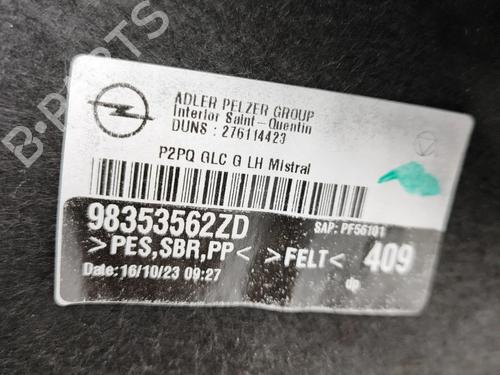 B-PARTS
ADLER PELZER GROUP
Interior Saint-Quentin
DUNS : 276114423
P2PQ GLC G LH Mistral
98353562ZD
SAP: PF56101
>PES,SBR,PP< >FELT< 409
Date:16/10/23 09:27
dp